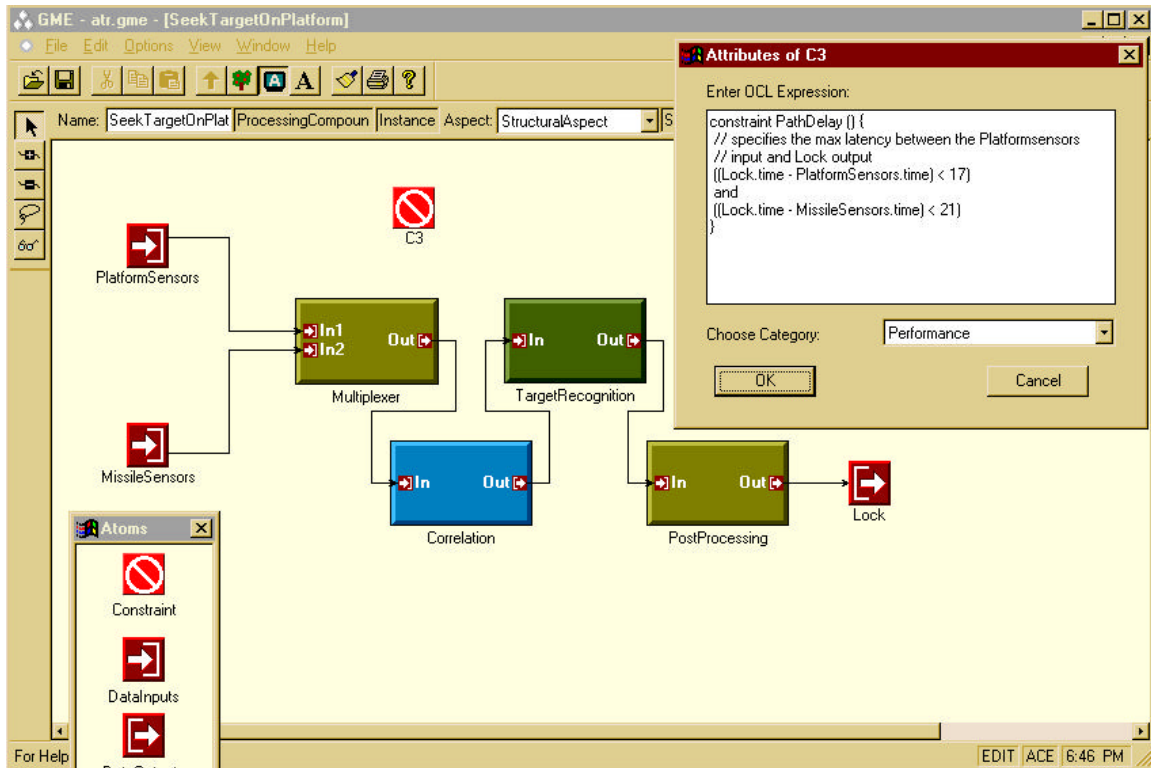 GME - atr.gme - [SeekTargetOnPlatform]
File Edit Options View Window Help
Name: SeekTargetOnPlat ProcessingCompoun Instance Aspect: StructuralAspect S
Attributes of C3
Enter OCL Expression:
constraint PathDelay () {
// specifies the max latency between the Platformsensors
// input and Lock output
((Lock.time - PlatformSensors.time) < 17)
and
((Lock.time - MissileSensors.time) < 21)
}
Choose Category: Performance
OK Cancel
C3
PlatformSensors
In1
In2
Out
Multiplexer
In Out
TargetRecognition
MissileSensors
In Out
Correlation
In Out
PostProcessing
Lock
Atoms
Constraint
DataInputs
For Help
EDIT ACE 6:46 PM